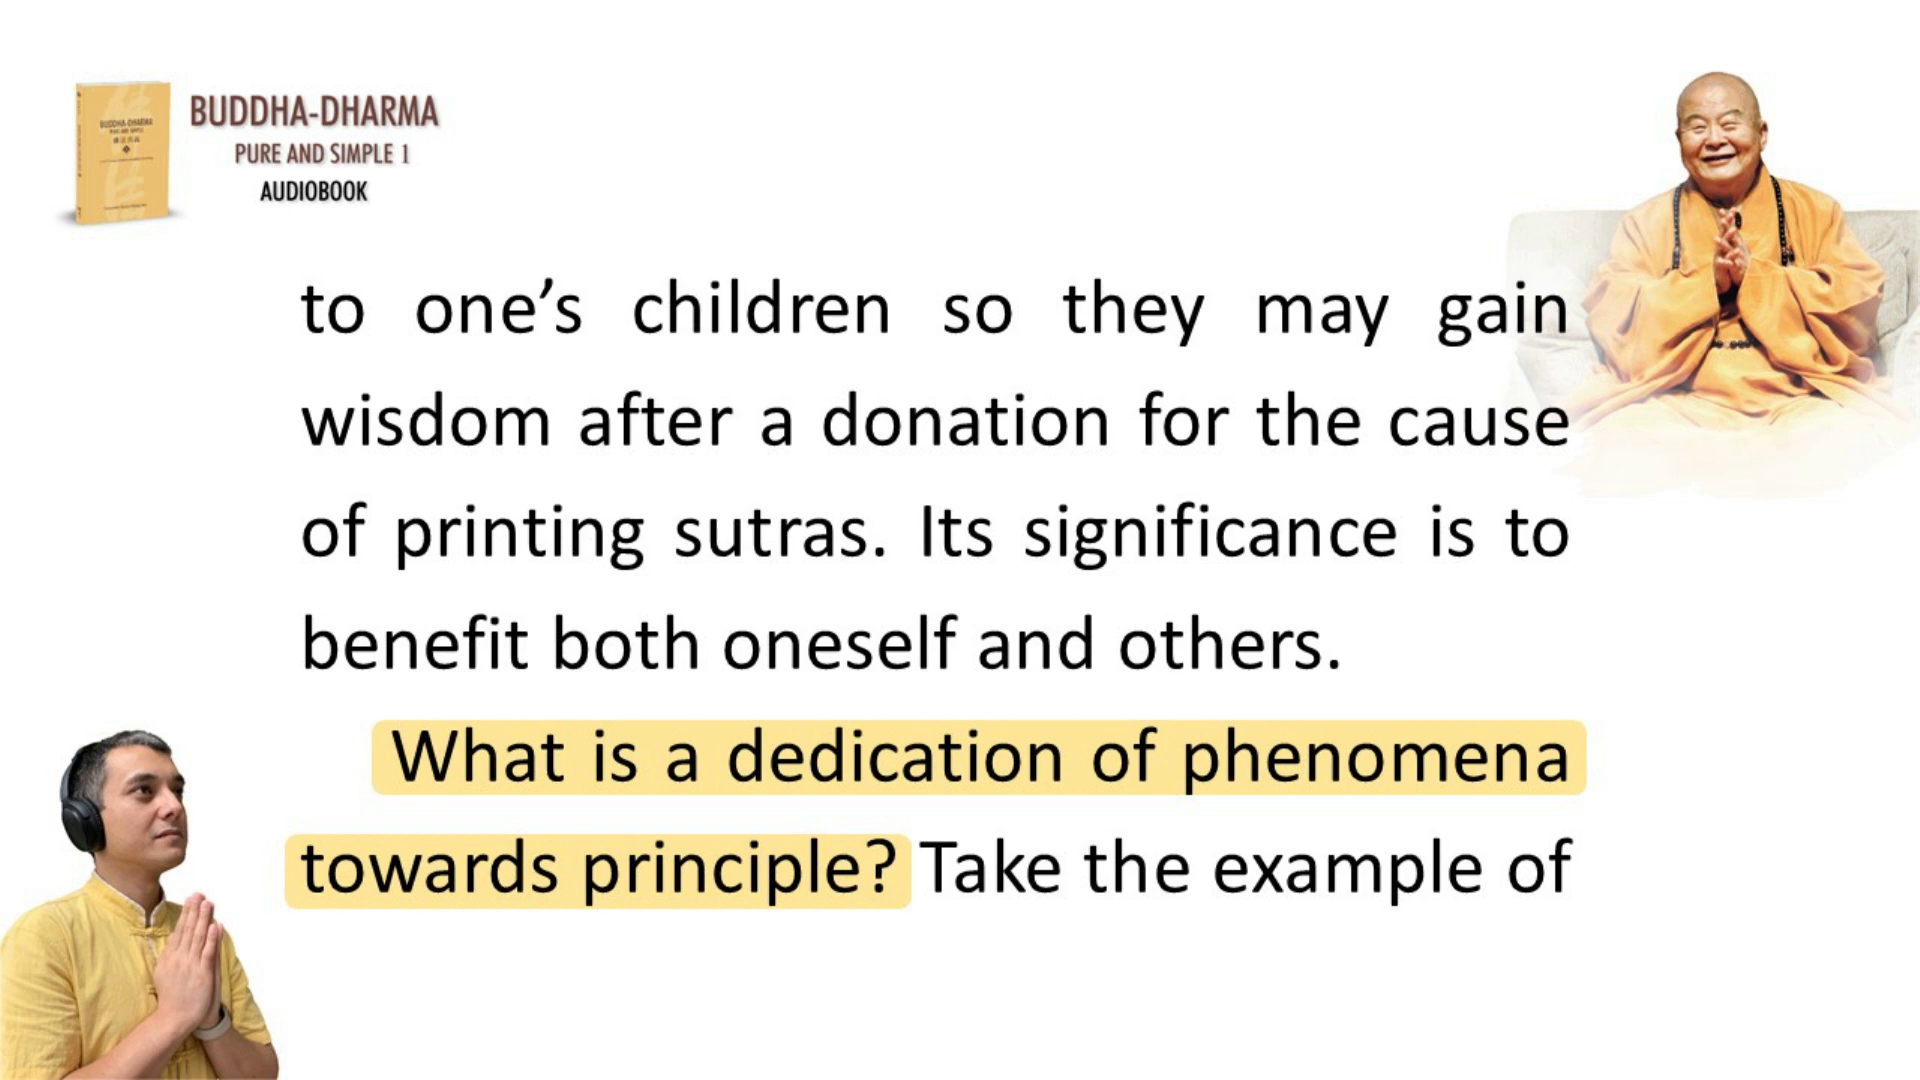 BUDDHA-DHARMA
PURE AND SIMPLE 1
AUDIOBOOK
to one’s children so they may gain
wisdom after a donation for the cause
of printing sutras. Its significance is to
benefit both oneself and others.
What is a dedication of phenomena
towards principle? Take the example of